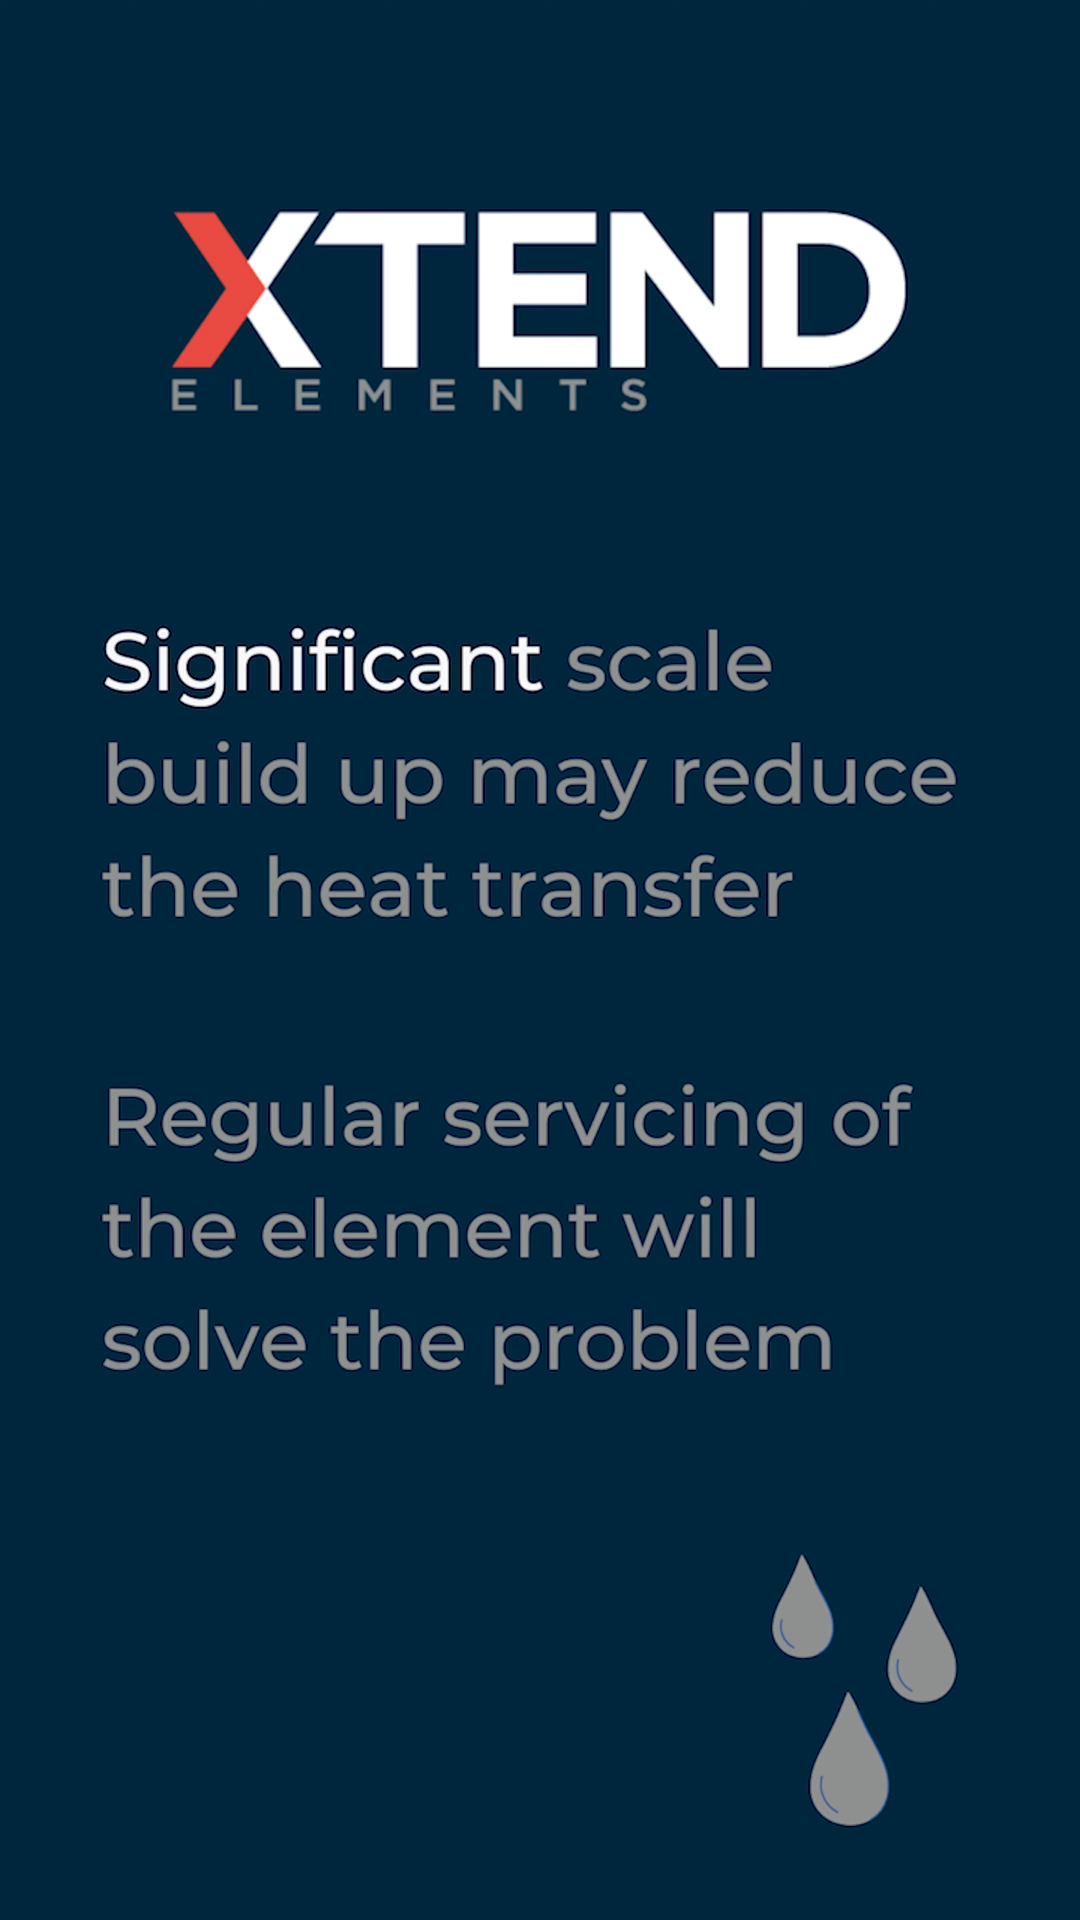 XTEND
ELEMENTS
Significant scale
build up may reduce
the heat transfer
Regular servicing of
the element will
solve the problem